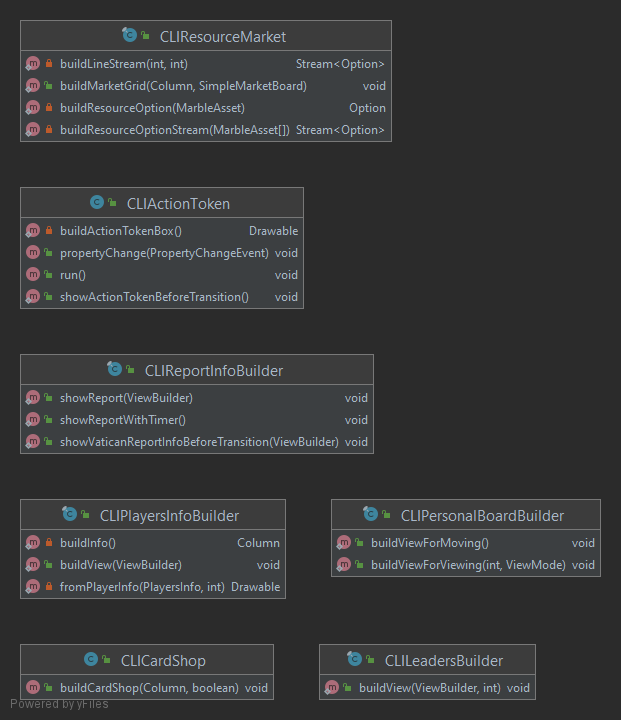 CLIResourceMarket
buildLineStream(int, int) Stream<Option>
buildMarketGrid(Column, SimpleMarketBoard) void
buildResourceOption(MarbleAsset) Option
buildResourceOptionStream(MarbleAsset[]) Stream<Option>
CLIActionToken
buildActionTokenBox() Drawable
propertyChange(PropertyChangeEvent) void
run() void
showActionTokenBeforeTransition() void
CLIReportInfoBuilder
showReport(ViewBuilder) void
showReportWithTimer() void
showVaticanReportInfoBeforeTransition(ViewBuilder) void
CLIPlayersInfoBuilder
buildInfo() Column
buildView(ViewBuilder) void
fromPlayerInfo(PlayersInfo, int) Drawable
CLIPersonalBoardBuilder
buildViewForMoving() void
buildViewForViewing(int, ViewMode) void
CLICardShop
buildCardShop(Column, boolean) void
CLILeadersBuilder
buildView(ViewBuilder, int) void
Powered by yFiles